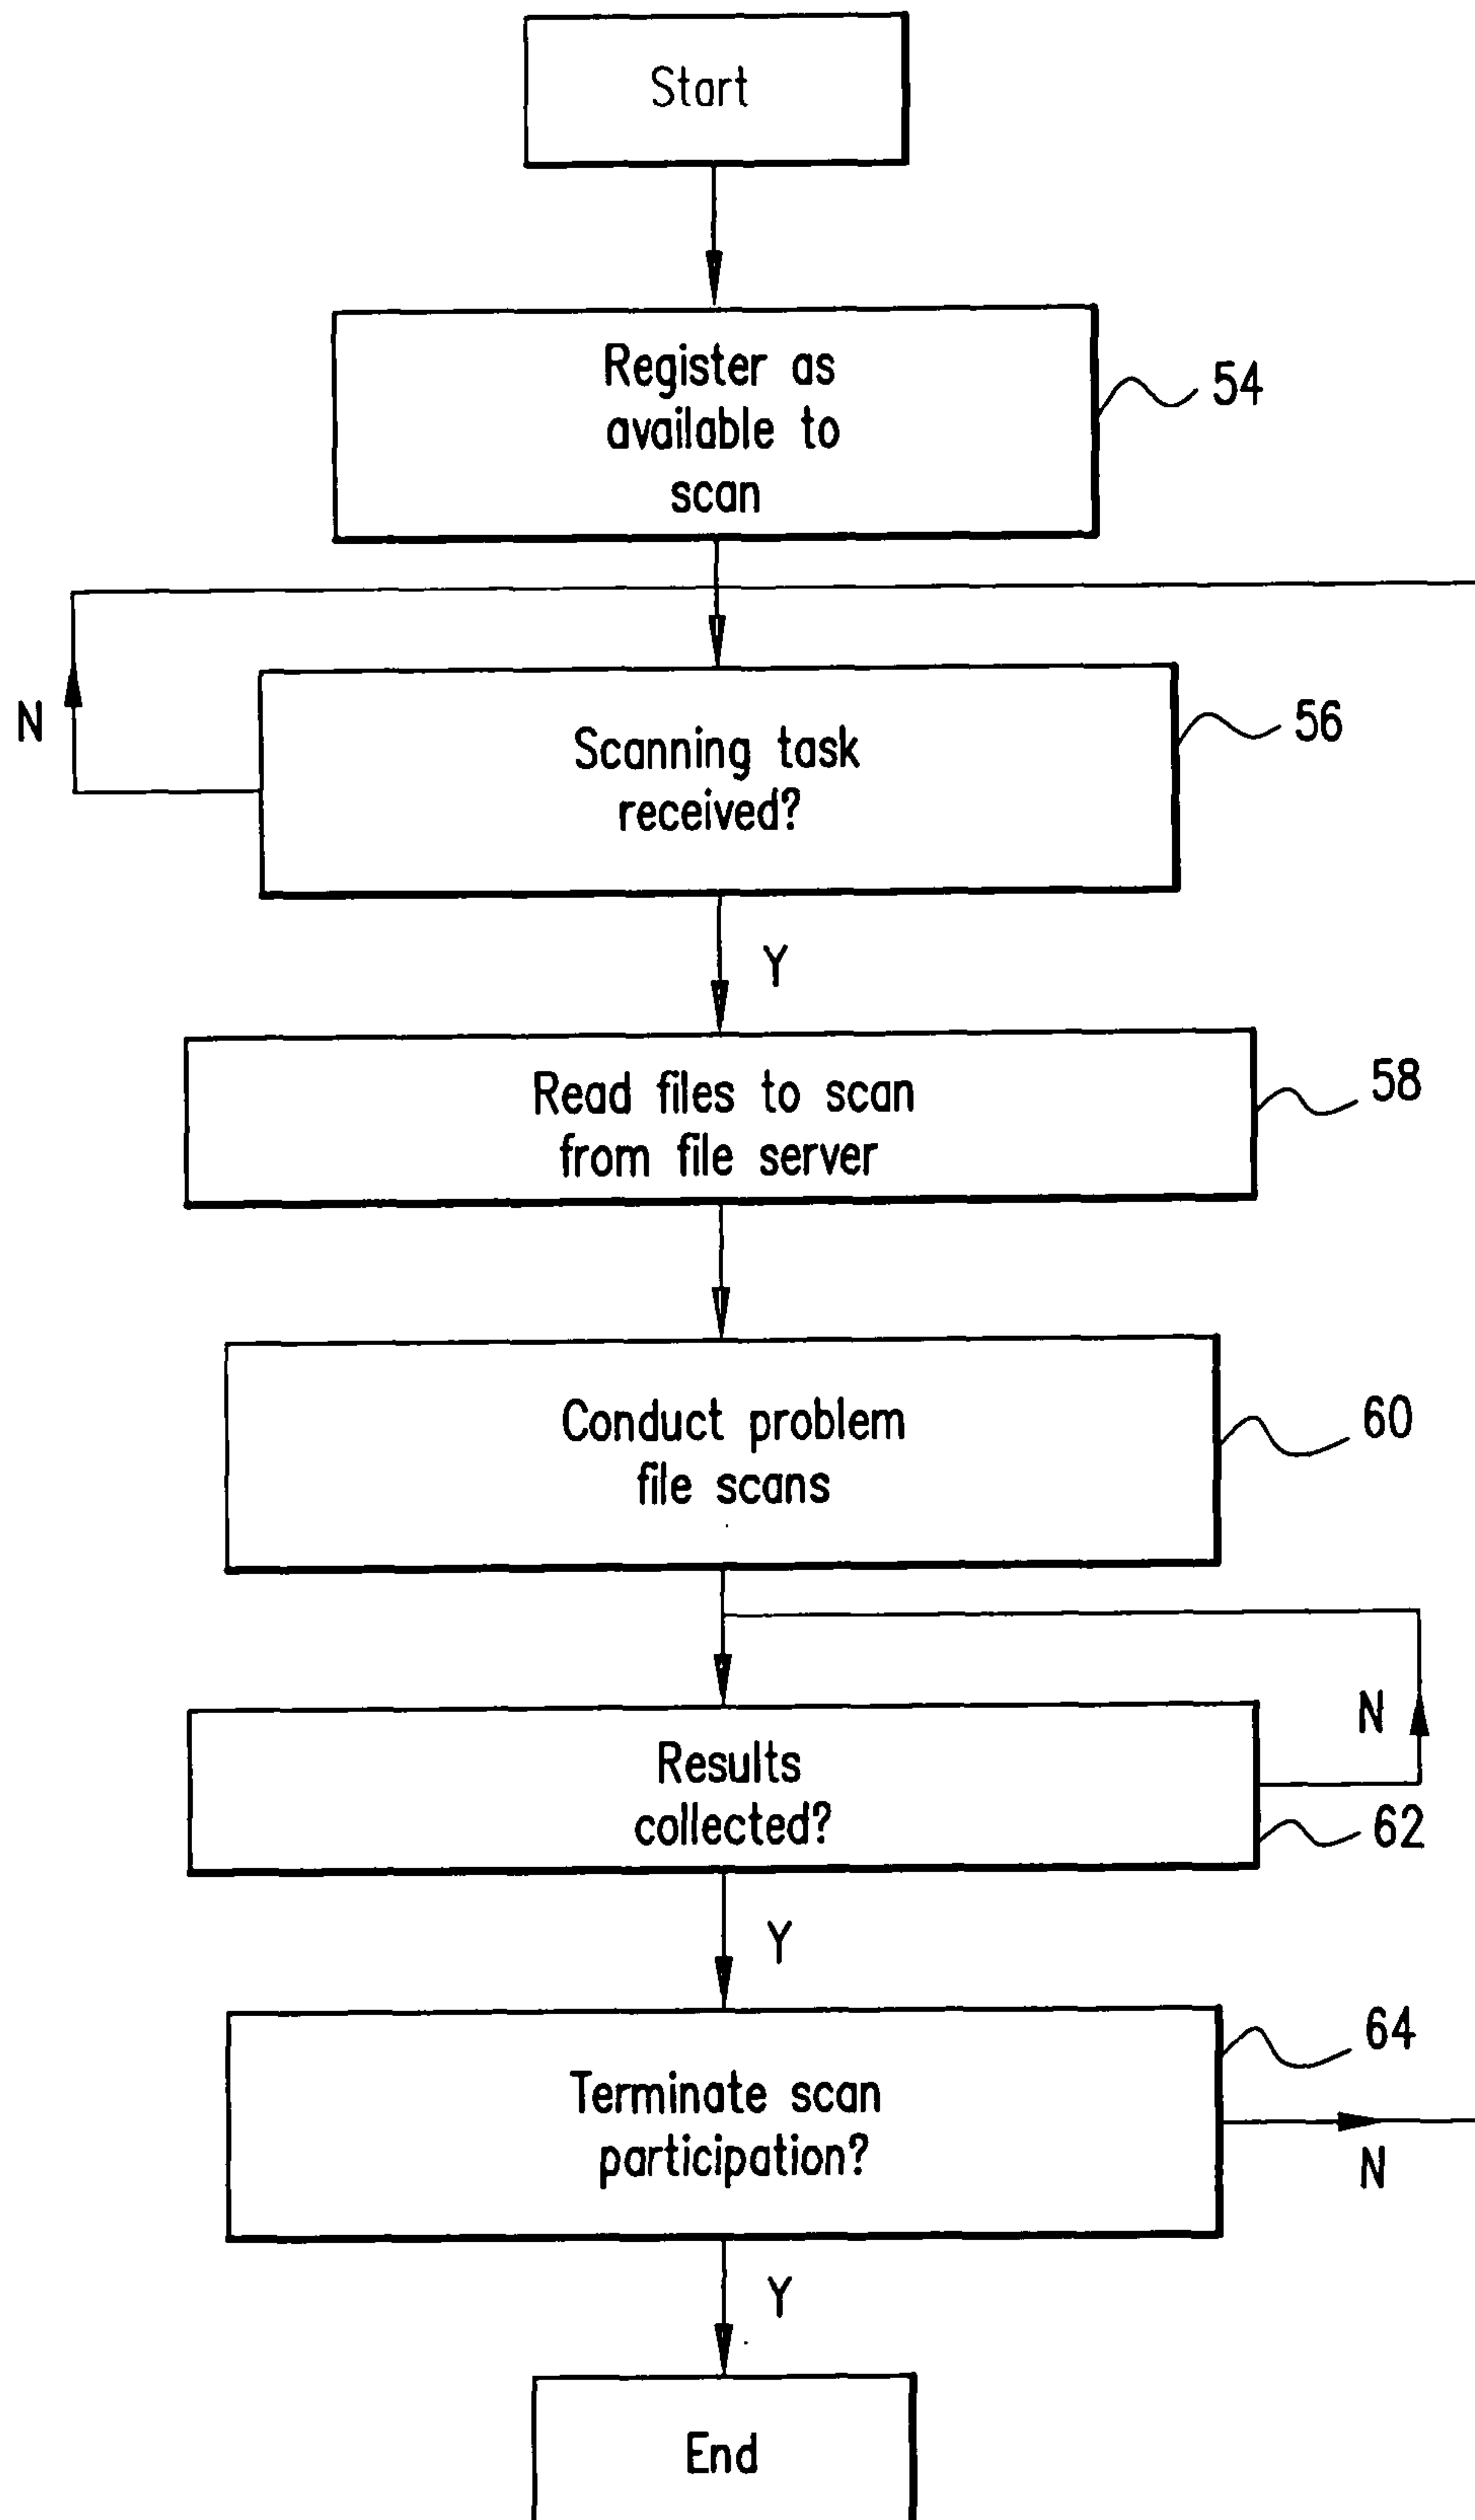 Start
Register as
available to
scan
54
N
Scanning task
received?
56
Y
Read files to scan
from file server
58
Conduct problem
file scans
60
N
Results
collected?
62
Y
64
Terminate scan
participation?
N
Y
End